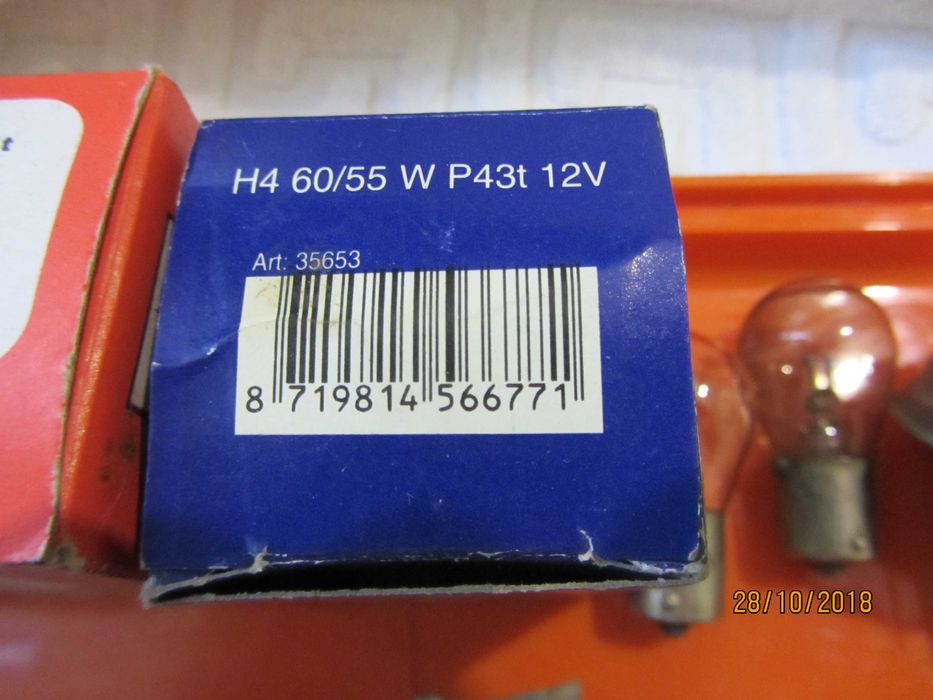 t
H4 60/55 W P43t 12V
Art: 35653
8 719814 566771
28/10/2018